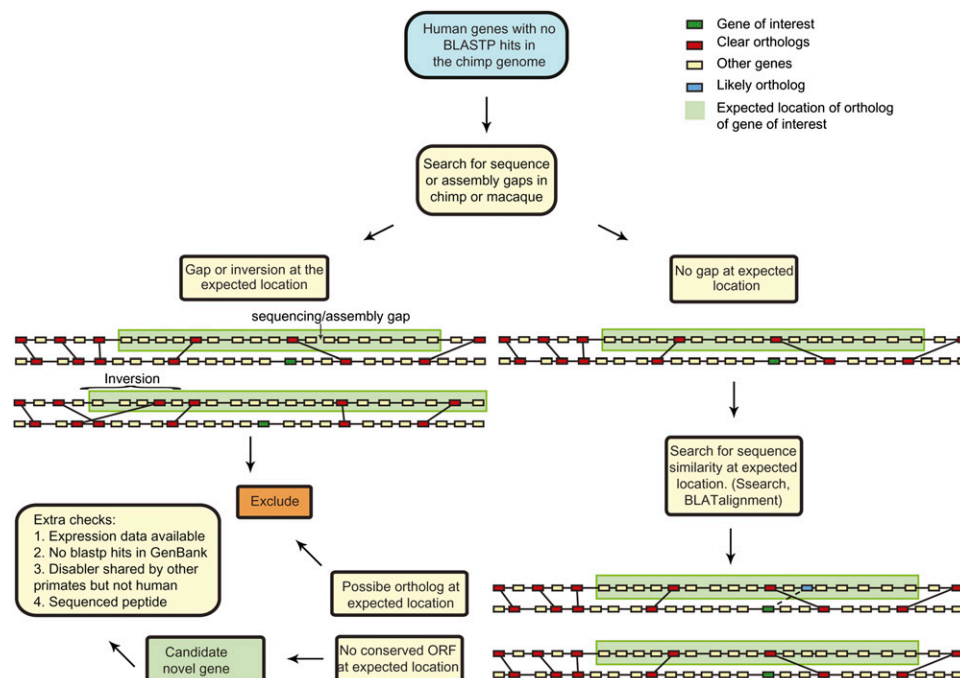 Human genes with no
BLASTP hits in
the chimp genome
Gene of interest
Clear orthologs
Other genes
Likely ortholog
Expected location of ortholog
of gene of interest
Search for sequence
or assembly gaps in
chimp or macaque
Gap or inversion at the
expected location
No gap at expected
location
sequencing/assembly gap
Inversion
Search for sequence
similarity at expected
location. (Ssearch,
BLATalignment)
Exclude
Extra checks:
1. Expression data available
2. No blastp hits in GenBank
3. Disabler shared by other
primates but not human
4. Sequenced peptide
Possibe ortholog at
expected location
Candidate
novel gene
No conserved ORF
at expected location